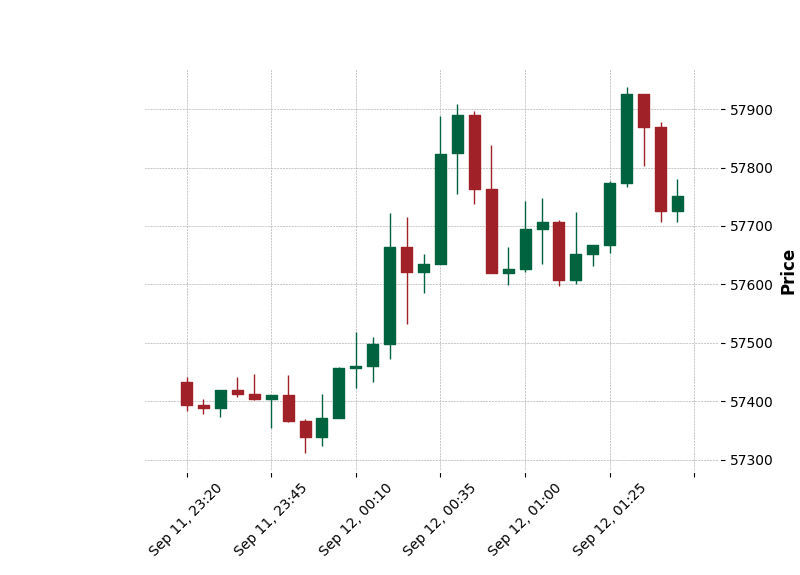 57900
57800
57700
57600
57500
57400
57300
Price
Sep 11, 23:20
Sep 11, 23:45
Sep 12, 00:10
Sep 12, 00:35
Sep 12, 01:00
Sep 12, 01:25